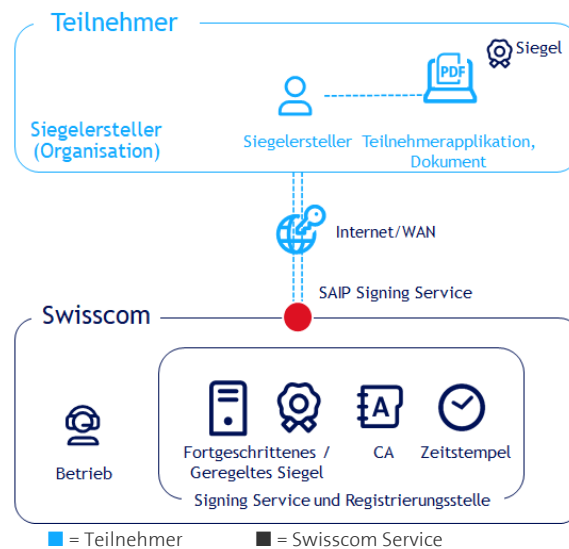 Teilnehmer
Siegel
PDF
Siegelersteller
(Organisation)
Siegelersteller
Teilnehmerapplikation,
Dokument
Internet/WAN
SAIP Signing Service
Swisscom
A
Betrieb
Fortgeschrittenes /
Geregeltes Siegel
CA
Zeitstempel
Signing Service und Registrierungsstelle
= Teilnehmer
= Swisscom Service